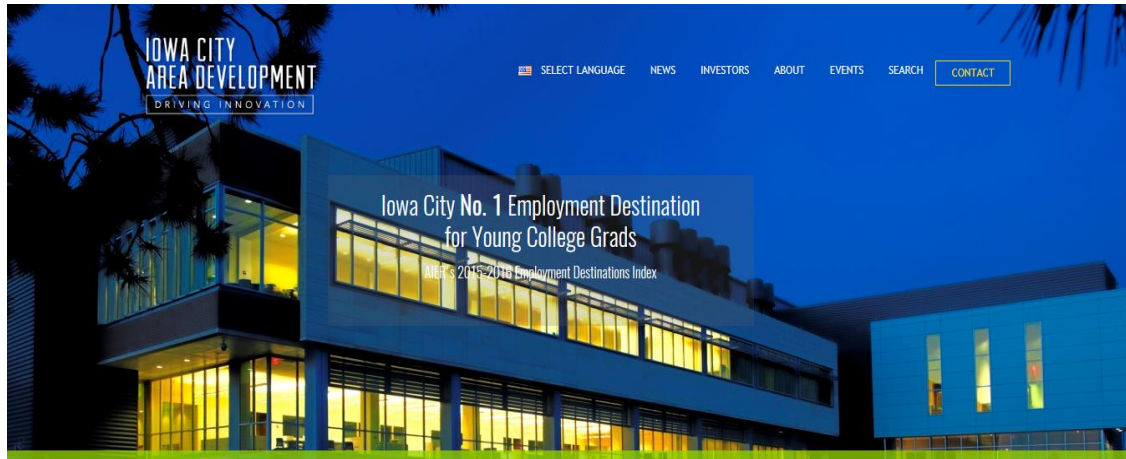 IOWA CITY
AREA DEVELOPMENT
DRIVING INNOVATION
SELECT LANGUAGE NEWS INVESTORS ABOUT EVENTS SEARCH CONTACT
Iowa City No. 1 Employment Destination
for Young College Grads
AIER's 2015-2016 Employment Destinations Index